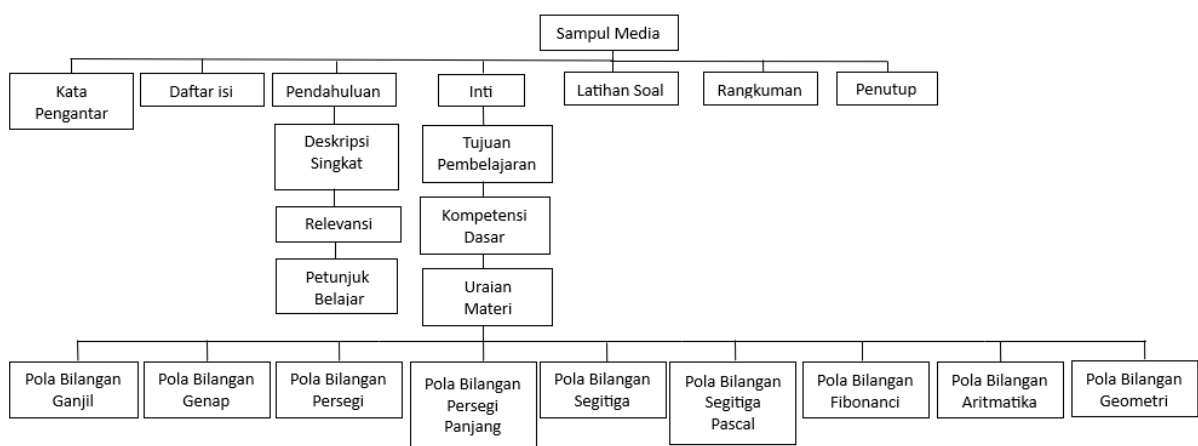 Sampul Media
Kata
Pengantar
Daftar isi
Pendahuluan
Inti
Latihan Soal
Rangkuman
Penutup
Deskripsi
Singkat
Relevansi
Petunjuk
Belajar
Tujuan
Pembelajaran
Kompetensi
Dasar
Uraian
Materi
Pola Bilangan
Ganjil
Pola Bilangan
Genap
Pola Bilangan
Persegi
Pola Bilangan
Persegi
Panjang
Pola Bilangan
Segitiga
Pola Bilangan
Segitiga
Pascal
Pola Bilangan
Fibonanci
Pola Bilangan
Aritmatika
Pola Bilangan
Geometri